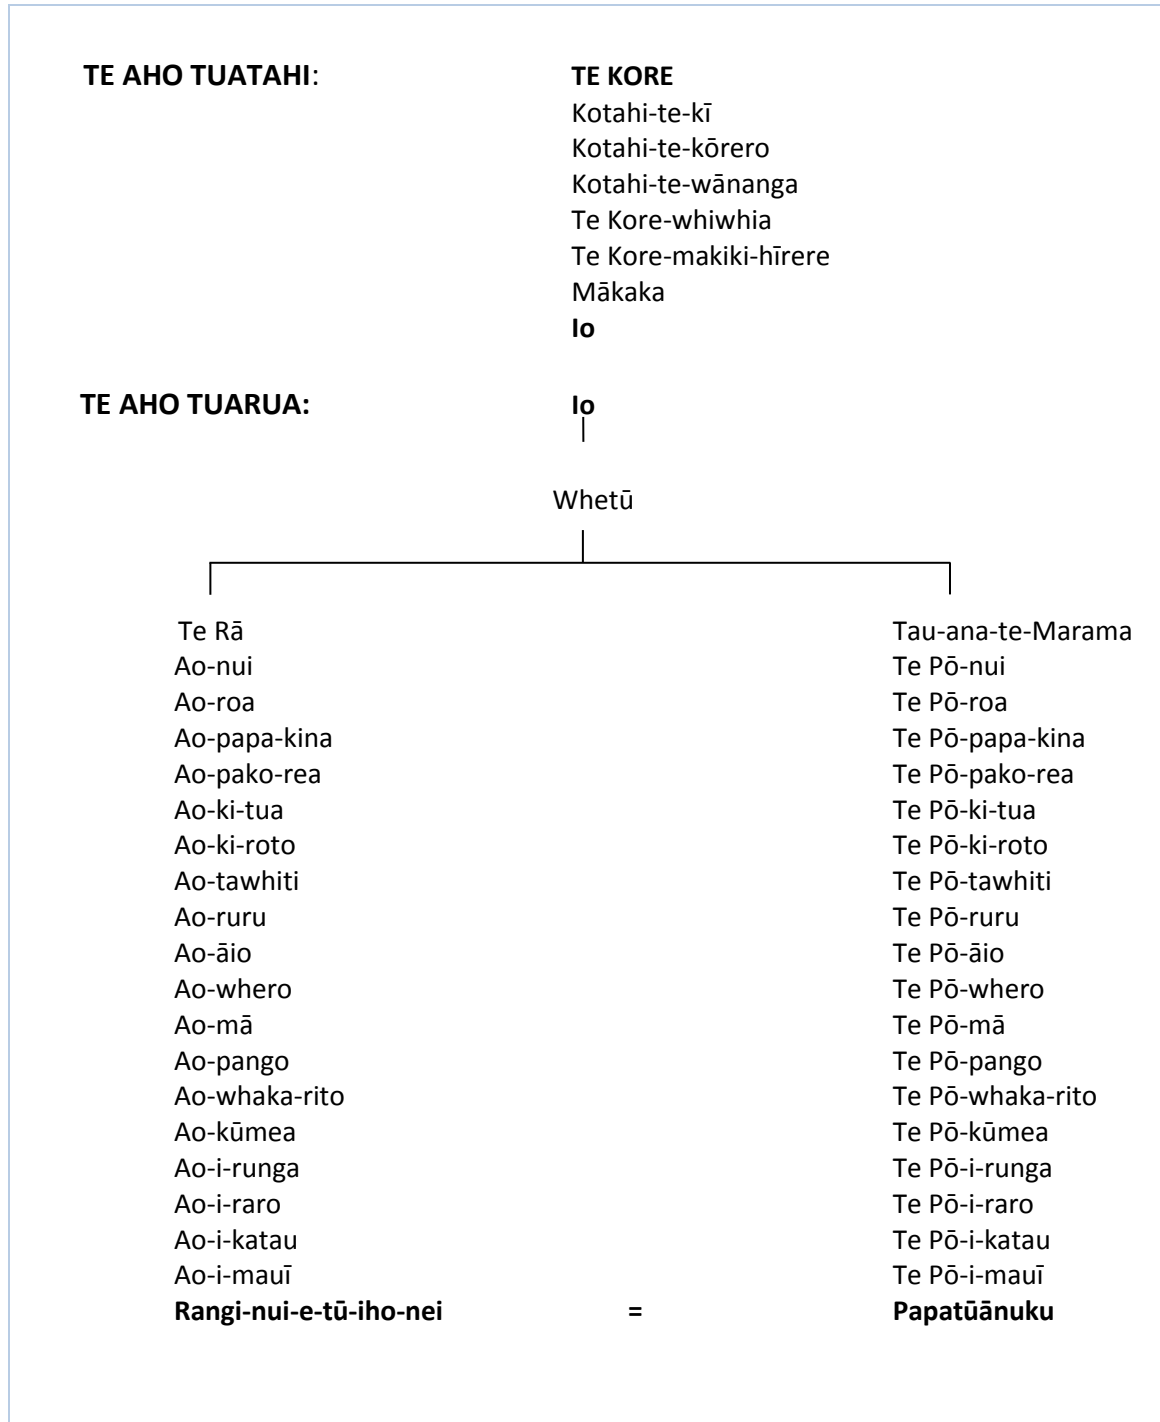 TE AHO TUATAHI: TE KORE
Kotahi-te-kī
Kotahi-te-kōrero
Kotahi-te-wānanga
Te Kore-whiwhia
Te Kore-makiki-hīrere
Mākaka
Io
TE AHO TUARUA: Io
Whetū
Te Rā Tau-ana-te-Marama
Ao-nui Te Pō-nui
Ao-roa Te Pō-roa
Ao-papa-kina Te Pō-papa-kina
Ao-pako-rea Te Pō-pako-rea
Ao-ki-tua Te Pō-ki-tua
Ao-ki-roto Te Pō-ki-roto
Ao-tawhiti Te Pō-tawhiti
Ao-ruru Te Pō-ruru
Ao-āio Te Pō-āio
Ao-whero Te Pō-whero
Ao-mā Te Pō-mā
Ao-pango Te Pō-pango
Ao-whaka-rito Te Pō-whaka-rito
Ao-kūmea Te Pō-kūmea
Ao-i-runga Te Pō-i-runga
Ao-i-raro Te Pō-i-raro
Ao-i-katau Te Pō-i-katau
Ao-i-mauī Te Pō-i-mauī
Rangi-nui-e-tū-iho-nei = Papatūānuku